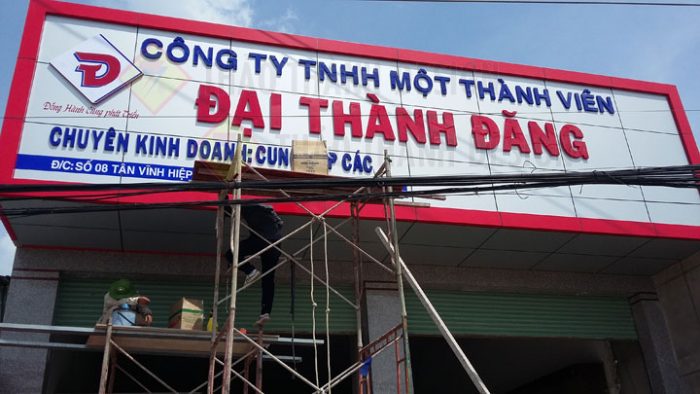 CÔNG TY TNHH MỘT THÀNH VIÊN
ĐẠI THÀNH ĐĂNG
Đồng Hành Cùng phát Triển
CHUYÊN KINH DOANH: CUNG CÁC
Đ/C: SỐ 08 TÂN VĨNH HIỆP